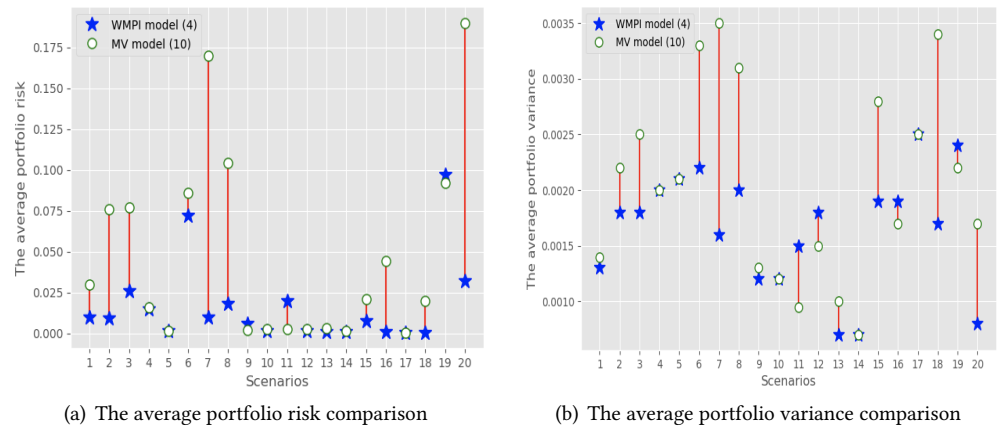 WMPI model (4)
MV model (10)
The average portfolio risk
0.175
0.150
0.125
0.100
0.075
0.050
0.025
0.000
1 2 3 4 5 6 7 8 9 10 11 12 13 14 15 16 17 18 19 20
Scenarios
(a) The average portfolio risk comparison
WMPI model (4)
MV model (10)
The average portfolio variance
0.0035
0.0030
0.0025
0.0020
0.0015
0.0010
1 2 3 4 5 6 7 8 9 10 11 12 13 14 15 16 17 18 19 20
Scenarios
(b) The average portfolio variance comparison